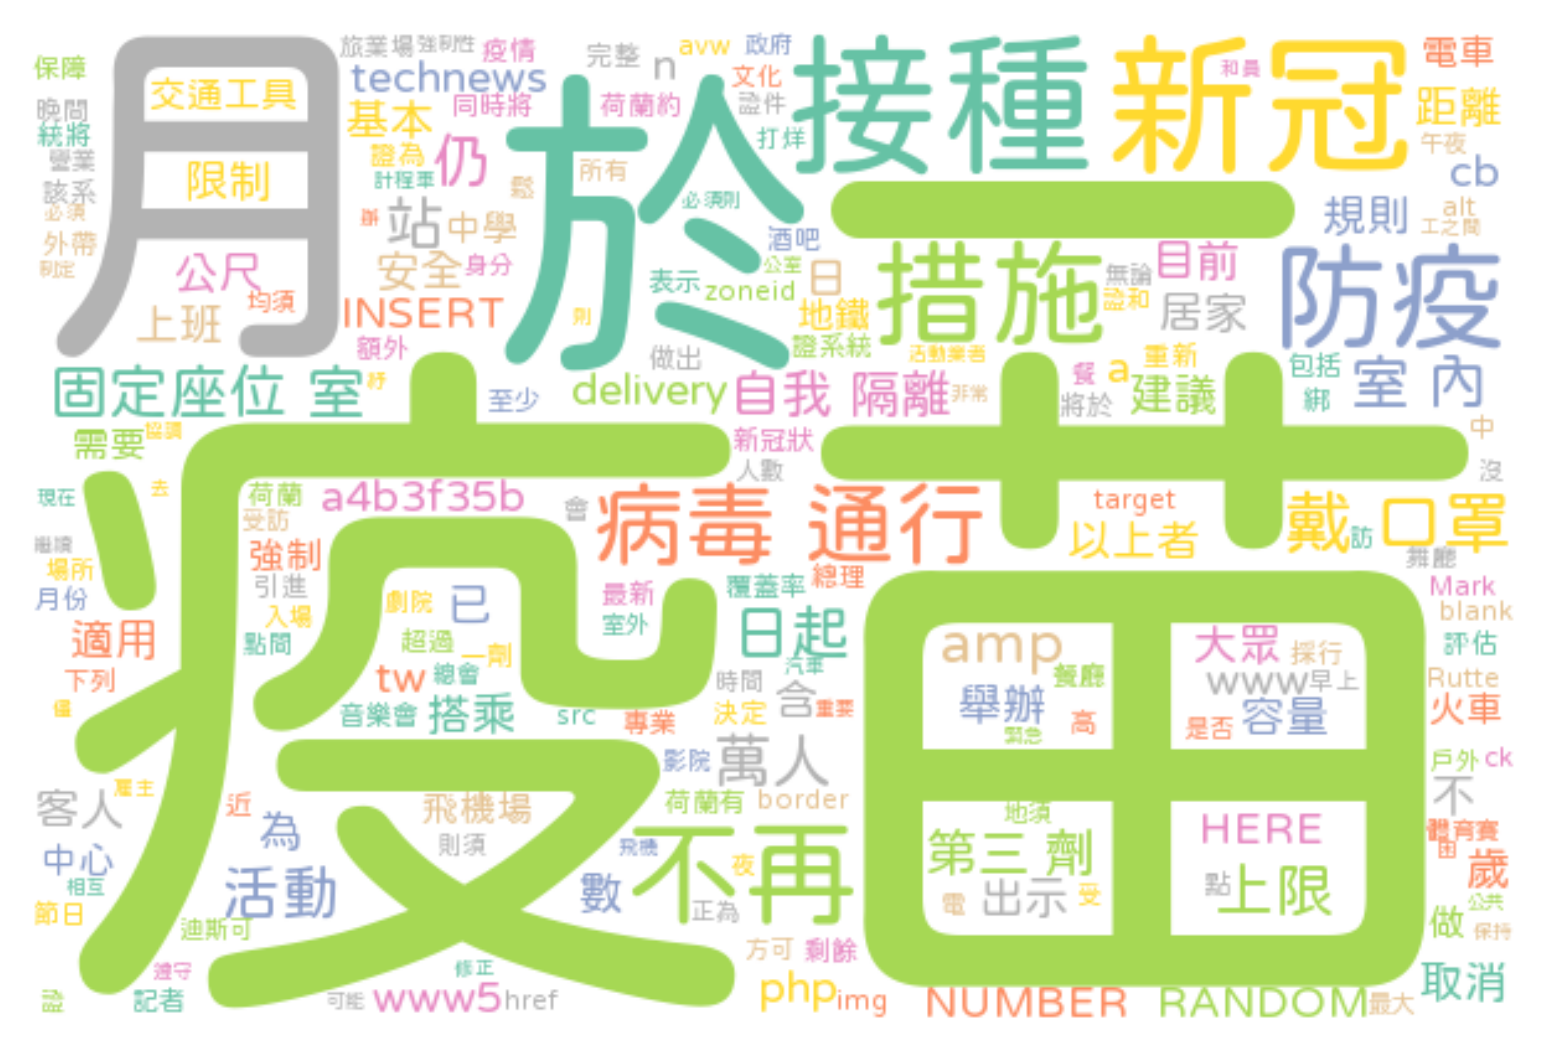 保障
晚間
統將
營業
該系
必須
外帶
制定
月
交通工具
限制
公尺
均須
上班
旅業場 強制性 疫情
technews
基本 同時將
證為 仍
計程車
站 中學
安全 身分
INSERT
額外
完整 n avw 政府
文化
荷蘭約 證件
打烊
所有
鬆
於
必須則
酒吧
公室
表示 zoneid 日
則 地鐵
做出 證系統
接種 新冠
和員
電車
距離
午夜
cb
一
規則 alt
工之間
措施
無論 目前
證和 居家
防疫
活動業者
固定座位 室 紓
至少 delivery 自我 隔離 非常
餐 a 重新
將於 建議
包括
綁
室 內
需要 協調
新冠狀
人數
中
沒
疫苗
現在 去
荷蘭 a4b3f35b
受訪 會
病毒 通行
target
以上者
戴 口罩
訪
繼續
場所
月份
強制
引進
入場
點間
劇院 已
超過 一劑
最新
室外
覆蓋率 總理
日起
汽車
舞廳
Mark
blank
評估
適用
下列
tw 總會
音樂會 搭乘 src 專業
時間 含
決定 重要
amp
餐廳
舉辦
緊急 高
大眾 採行
www 早上
是否 容量
Rutte
火車
影院 萬人
戶外 ck
不
客人 雇主
近 為
飛機場
則須
荷蘭有 border
地須
第三 劑
HERE
體育賽
中心
相互
活動
飛機
數 不再
夜
正為
電 出示 受
點 上限
歲
公共
節日
迪斯可
做 保持
遵守
記者
修正
可能 www5 href
方可 剩餘
php img NUMBER RANDOM 最大
取消